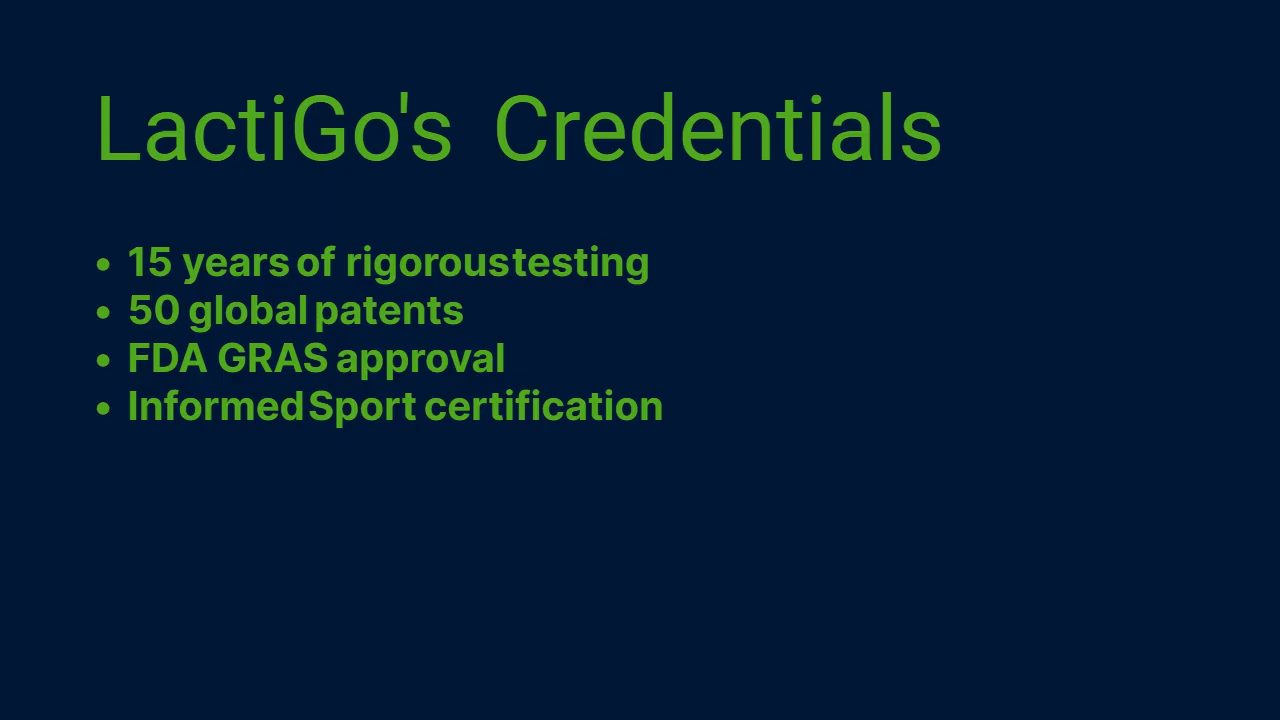 LactiGo's Credentials
• 15 years of rigorous testing
• 50 global patents
• FDA GRAS approval
• Informed Sport certification